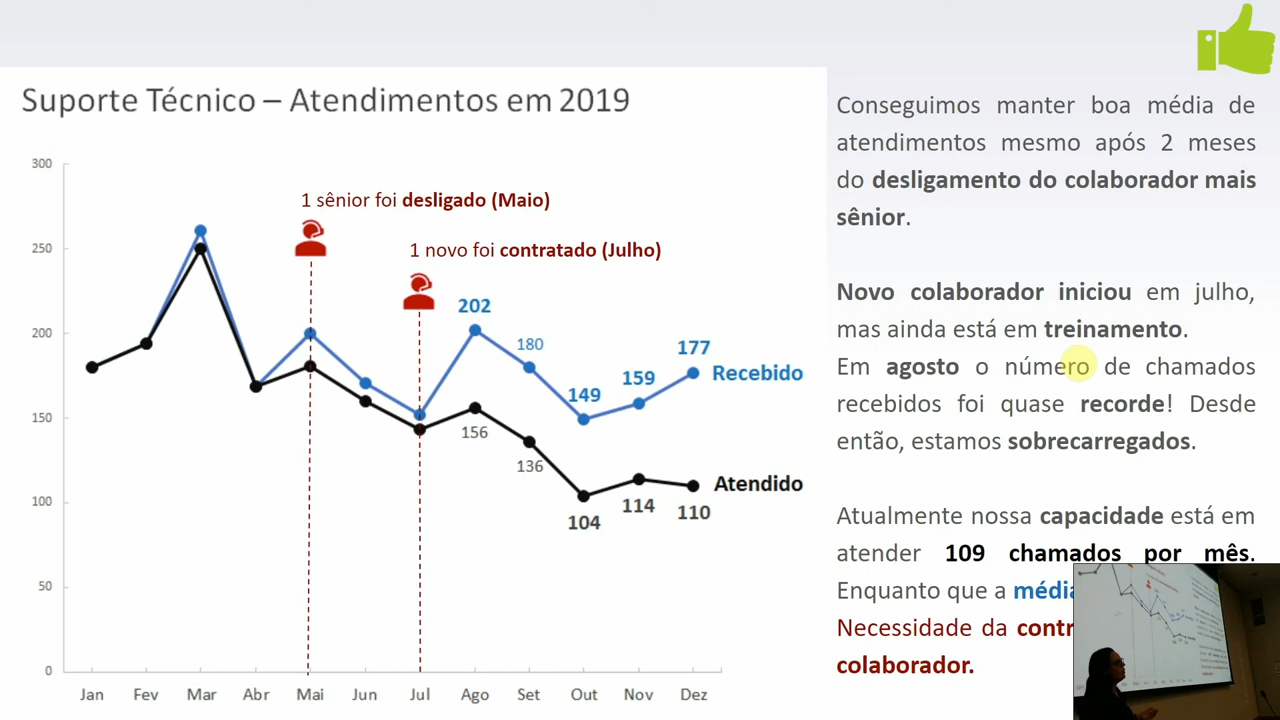 Suporte Técnico – Atendimentos em 2019
300
250
200
150
100
50
0
1 sênior foi desligado (Maio)
1 novo foi contratado (Julho)
202
180
149
159
177
Recebido
156
136
104
114
110
Atendido
Jan Fev Mar Abr Mai Jun Jul Ago Set Out Nov Dez
Conseguimos manter boa média de
atendimentos mesmo após 2 meses
do desligamento do colaborador mais
sênior.
Novo colaborador iniciou em julho,
mas ainda está em treinamento.
Em agosto o número de chamados
recebidos foi quase recorde! Desde
então, estamos sobrecarregados.
Atualmente nossa capacidade está em
atender 109 chamados por mês.
Enquanto que a
Necessidade da
colaborador.